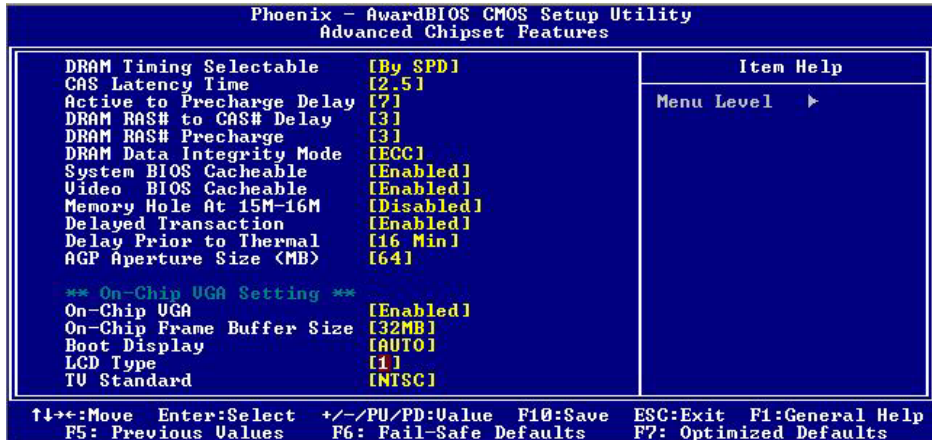 Phoenix - AwardBIOS CMOS Setup Utility
Advanced Chipset Features
DRAM Timing Selectable [By SPD]
CAS Latency Time [2.5]
Active to Precharge Delay [7]
DRAM RAS# to CAS# Delay [3]
DRAM RAS# Precharge [3]
DRAM Data Integrity Mode [ECC]
System BIOS Cacheable [Enabled]
Video BIOS Cacheable [Enabled]
Memory Hole At 15M-16M [Disabled]
Delayed Transaction [Enabled]
Delay Prior to Thermal [16 Min]
AGP Aperture Size (MB) [64]
** On-Chip VGA Setting **
On-Chip VGA [Enabled]
On-Chip Frame Buffer Size [32MB]
Boot Display [AUTO]
LCD Type [1]
TV Standard [NTSC]
Item Help
Menu Level ►
↑↓→←:Move Enter:Select +/-/PU/PD:Value F10:Save ESC:Exit F1:General Help
F5: Previous Values F6: Fail-Safe Defaults F7: Optimized Defaults